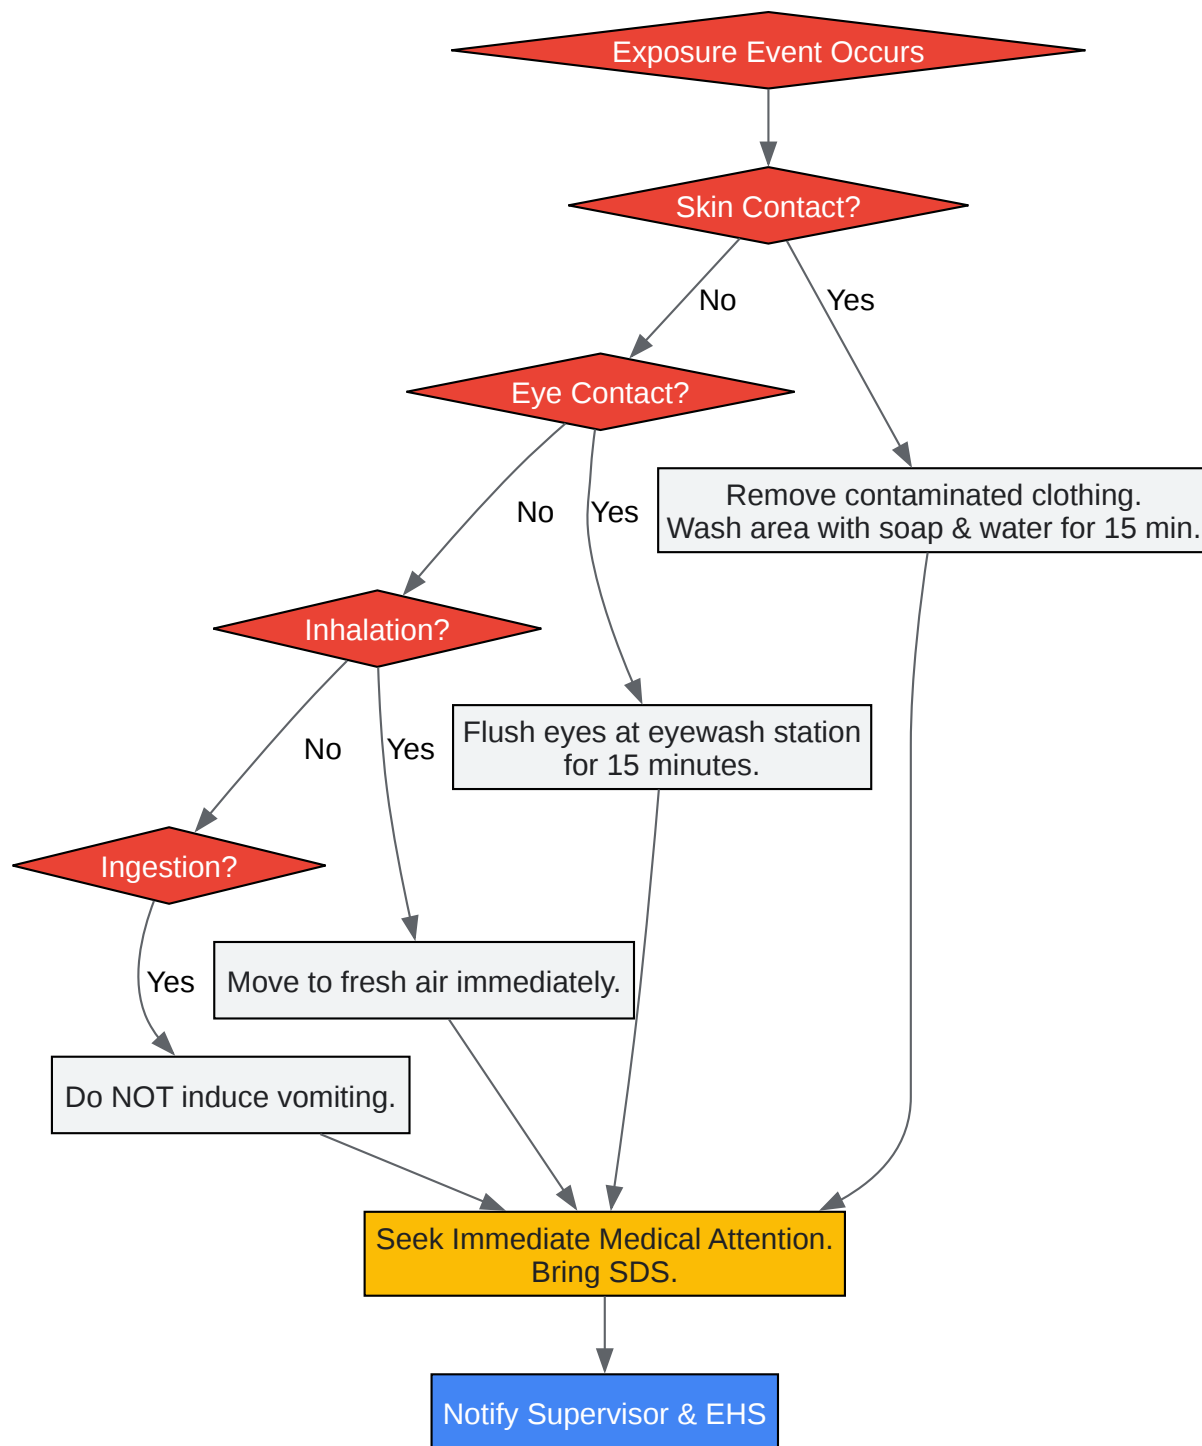 Exposure Event Occurs
Skin Contact?
No
Yes
Eye Contact?
Remove contaminated clothing.
Wash area with soap & water for 15 min.
No
Yes
Inhalation?
Flush eyes at eyewash station
for 15 minutes.
No
Yes
Ingestion?
Move to fresh air immediately.
Yes
Do NOT induce vomiting.
Seek Immediate Medical Attention.
Bring SDS.
Notify Supervisor & EHS